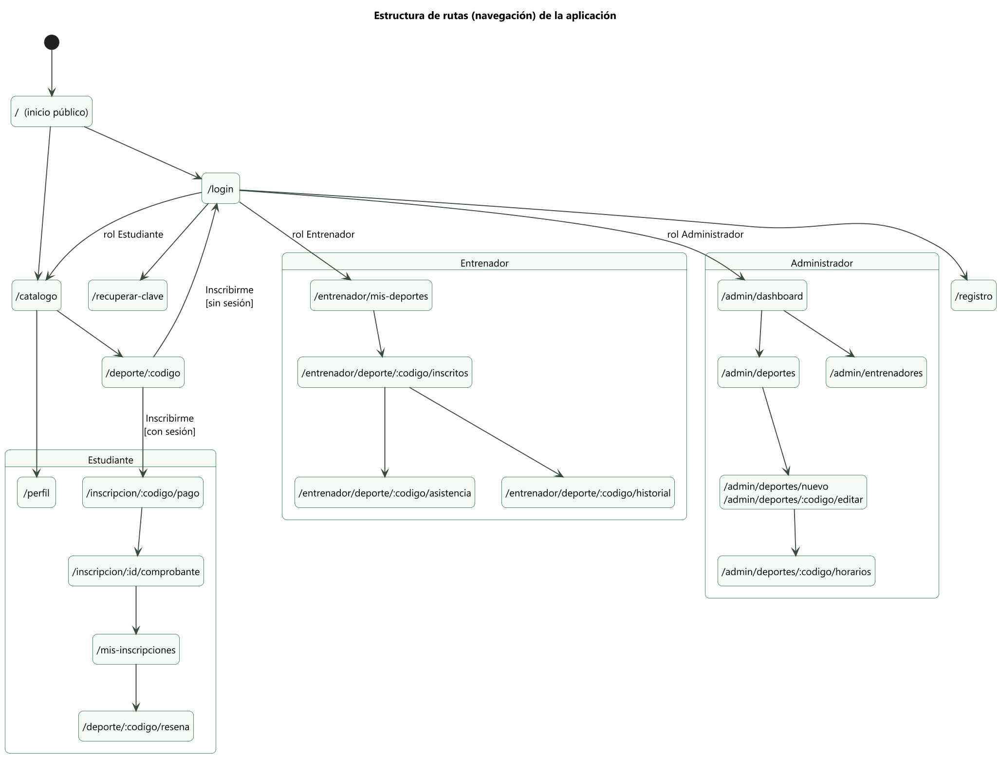 Estructura de rutas (navegación) de la aplicación
/  (inicio público)
/login
rol Estudiante
rol Entrenador
rol Administrador
Entrenador
Administrador
/catalogo
/recuperar-clave
Inscribirme
[sin sesión]
/entrenador/mis-deportes
/admin/dashboard
/registro
/deporte/:codigo
/entrenador/deporte/:codigo/inscritos
/admin/deportes
/admin/entrenadores
Inscribirme
[con sesión]
Estudiante
/perfil
/inscripcion/:codigo/pago
/entrenador/deporte/:codigo/asistencia
/entrenador/deporte/:codigo/historial
/admin/deportes/nuevo
/admin/deportes/:codigo/editar
/inscripcion/:id/comprobante
/admin/deportes/:codigo/horarios
/mis-inscripciones
/deporte/:codigo/resena